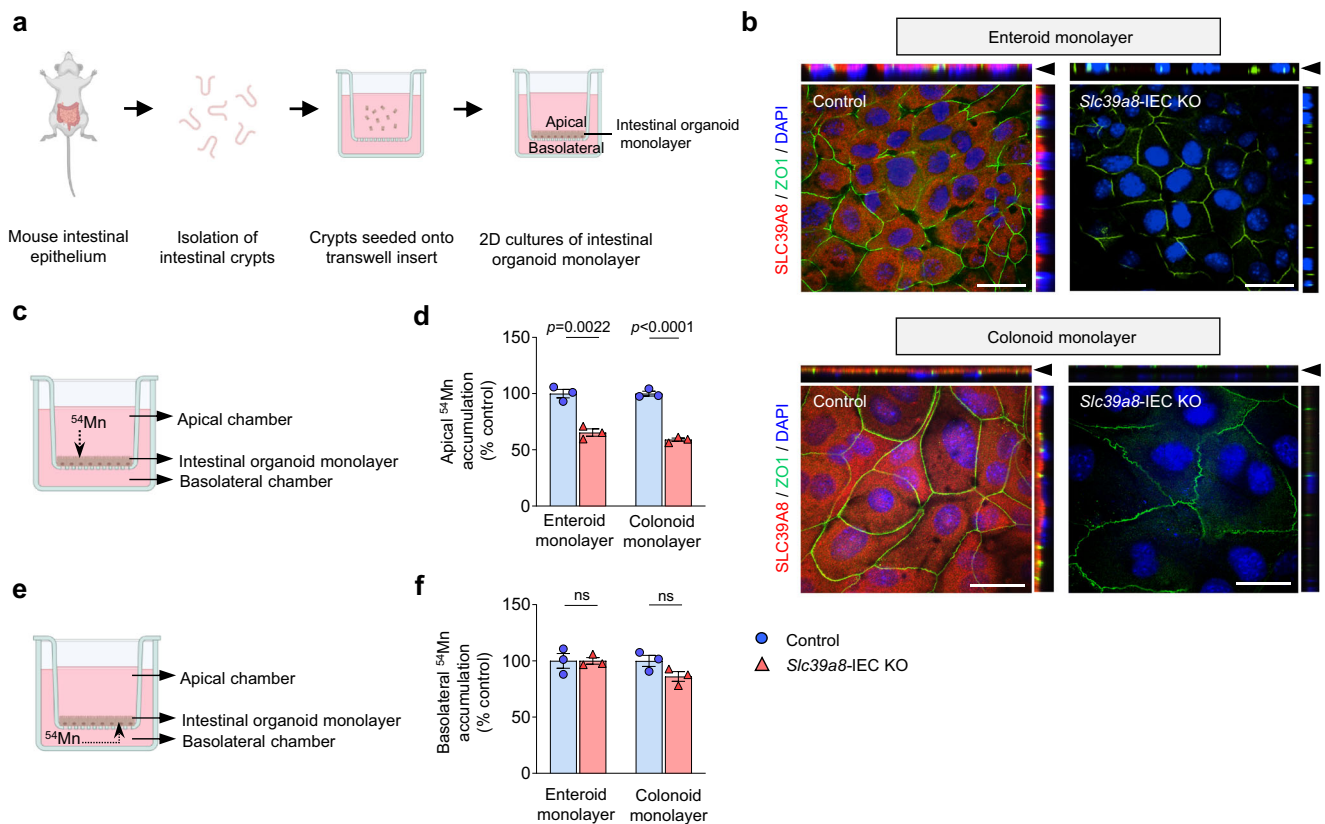 a
Apical
Basolateral
Intestinal organoid
monolayer
Mouse intestinal
epithelium
Isolation of
intestinal crypts
Crypts seeded onto
transwell insert
2D cultures of intestinal
organoid monolayer
b
Enteroid monolayer
SLC39A8 / ZO1 / DAPI
Control
Slc39a8-IEC KO
Colonoid monolayer
SLC39A8 / ZO1 / DAPI
Control
Slc39a8-IEC KO
c
⁵⁴Mn
Apical chamber
Intestinal organoid monolayer
Basolateral chamber
d
Apical ⁵⁴Mn
accumulation
(% control)
150
100
50
0
p=0.0022
p<0.0001
Enteroid
monolayer
Colonoid
monolayer
e
Apical chamber
Intestinal organoid monolayer
⁵⁴Mn
Basolateral chamber
f
Basolateral ⁵⁴Mn
accumulation
(% control)
150
100
50
0
ns
ns
Enteroid
monolayer
Colonoid
monolayer
Control
Slc39a8-IEC KO